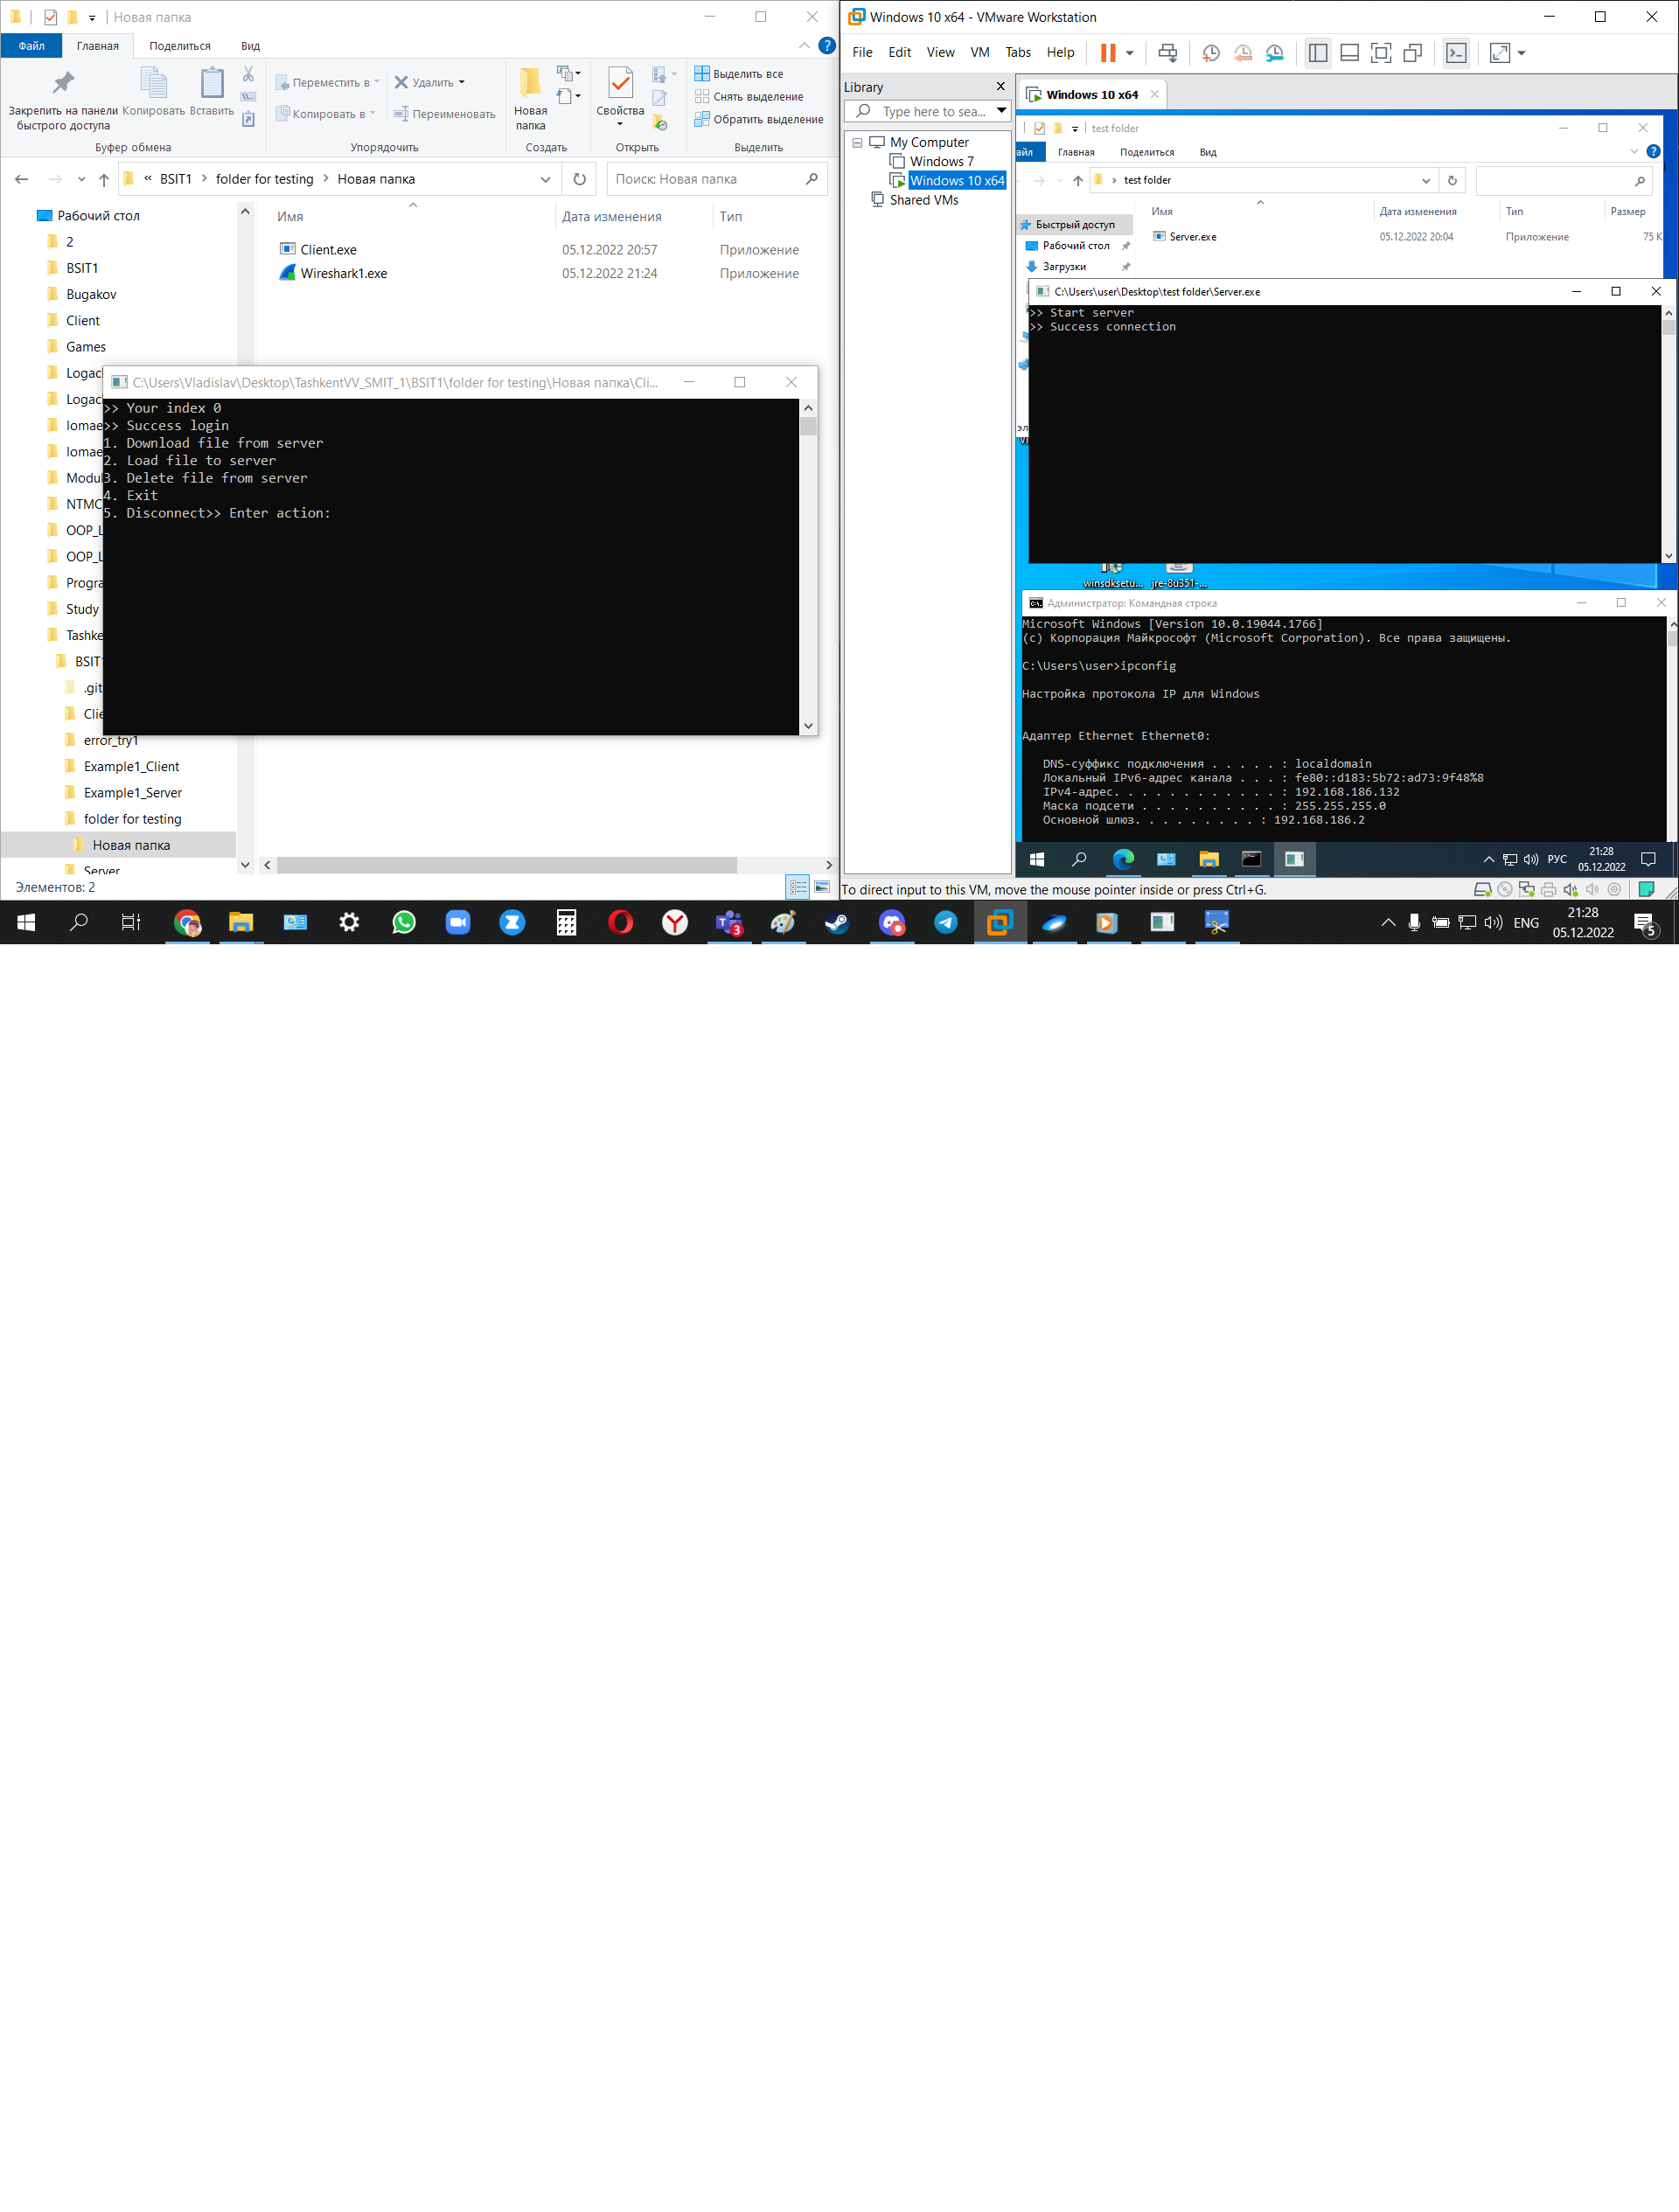 Новая папка
Файл
Главная
Поделиться
Вид
Закрепить на панели быстрого доступа
Копировать
Вставить
Буфер обмена
Переместить в
Копировать в
Удалить
Переименовать
Упорядочить
Новая папка
Создать
Свойства
Открыть
Выделить все
Снять выделение
Обратить выделение
Выделить
« BSIT1 > folder for testing > Новая папка
Поиск: Новая папка
Имя
Дата изменения
Тип
Client.exe 05.12.2022 20:57 Приложение
Wireshark1.exe 05.12.2022 21:24 Приложение
Рабочий стол
2
BSIT1
Bugakov
Client
Games
Logac
Logac
lomae
lomae
Modul
NTMC
OOP_L
OOP_L
Progra
Study
Tashke
BSIT
.git
Clie
error_try1
Example1_Client
Example1_Server
folder for testing
Новая папка
Server
Элементов: 2
C:\Users\Vladislav\Desktop\TashkentVV_SMIT_1\BSIT1\folder for testing\Новая папка\Cli...
>> Your index 0
>> Success login
1. Download file from server
2. Load file to server
3. Delete file from server
4. Exit
5. Disconnect>> Enter action:
Windows 10 x64 - VMware Workstation
File Edit View VM Tabs Help
Library
Type here to sea...
My Computer
Windows 7
Windows 10 x64
Shared VMs
Windows 10 x64
test folder
айл
Главная
Поделиться
Вид
> test folder
Имя
Дата изменения
Тип
Размер
Быстрый доступ
Рабочий стол
Загрузки
Server.exe 05.12.2022 20:04 Приложение 75 К
C:\Users\user\Desktop\test folder\Server.exe
>> Start server
>> Success connection
winsdksetu... jre-8u351-...
Администратор: Командная строка
Microsoft Windows [Version 10.0.19044.1766]
(c) Корпорация Майкрософт (Microsoft Corporation). Все права защищены.
C:\Users\user>ipconfig
Настройка протокола IP для Windows
Адаптер Ethernet Ethernet0:
DNS-суффикс подключения . . . . . : localdomain
Локальный IPv6-адрес канала . . . : fe80::d183:5b72:ad73:9f48%8
IPv4-адрес. . . . . . . . . . . . : 192.168.186.132
Маска подсети . . . . . . . . . . : 255.255.255.0
Основной шлюз. . . . . . . . . : 192.168.186.2
РУС
21:28
05.12.2022
To direct input to this VM, move the mouse pointer inside or press Ctrl+G.
3
ENG
21:28
05.12.2022
5